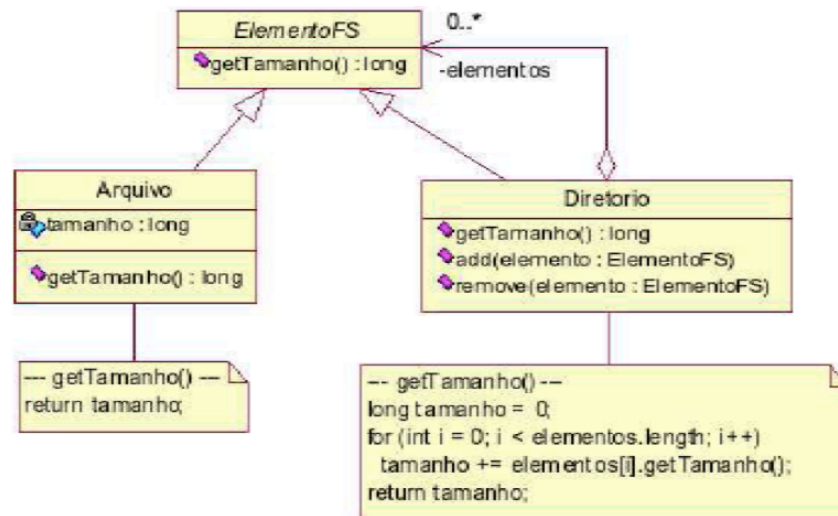 ElementoFS
getTamanho() : long
0..*
-elementos
Arquivo
tamanho : long
getTamanho() : long
Diretorio
getTamanho() : long
add(elemento : ElementoFS)
remove(elemento : ElementoFS)
--- getTamanho() ---
return tamanho;
--- getTamanho() ---
long tamanho = 0;
for (int i = 0; i < elementos.length; i++)
tamanho += elementos[i].getTamanho();
return tamanho;